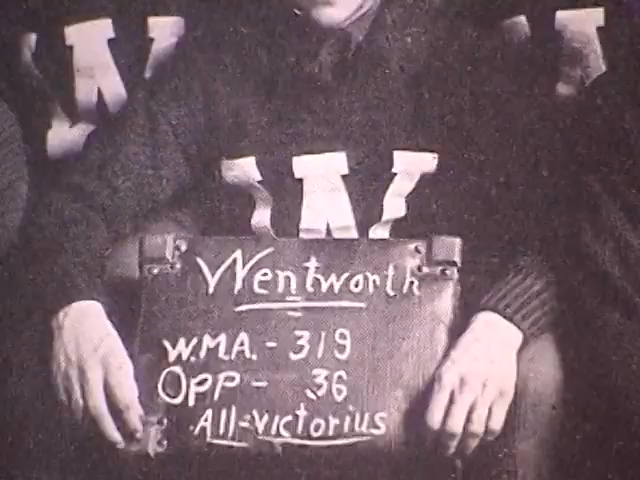 W W
W
Wentworth
W.M.A. - 319
OPP - 36
All=victorius